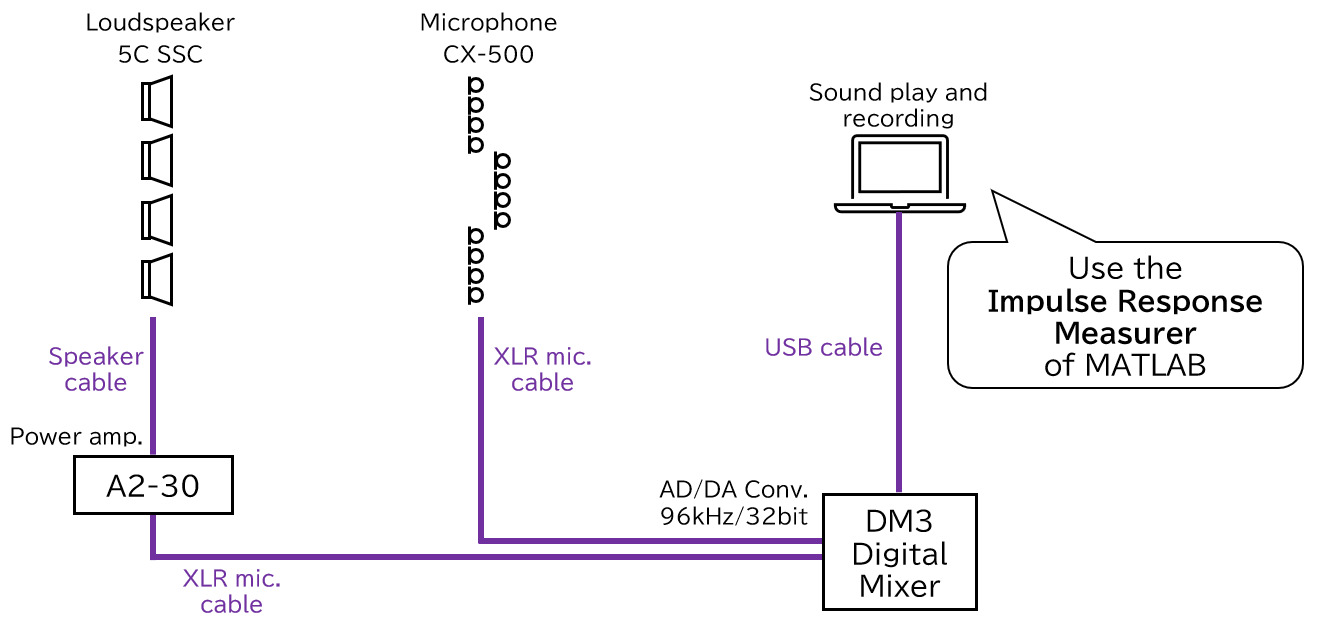 Loudspeaker
5C SSC
Microphone
CX-500
Sound play and
recording
Use the
Impulse Response
Measurer
of MATLAB
Speaker
cable
XLR mic.
cable
USB cable
Power amp.
A2-30
AD/DA Conv.
96kHz/32bit
DM3
Digital
Mixer
XLR mic.
cable